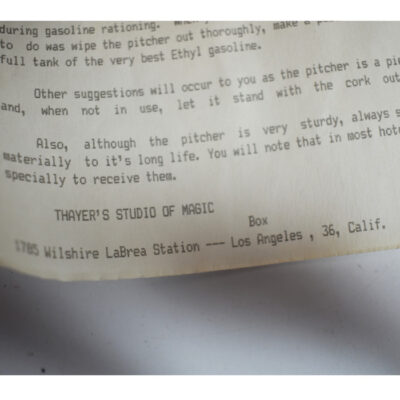 during gasoline rationing.
to do was wipe the pitcher out thoroughly, make a
full tank of the very best Ethyl gasoline.
Other suggestions will occur to you as the pitcher is a
and, when not in use, let it stand with the cork out
Also, although the pitcher is very sturdy, always
materially to it's long life. You will note that in most
specially to receive them.
THAYER'S STUDIO OF MAGIC
Box
Wilshire LaBrea Station --- Los Angeles , 36, Calif.